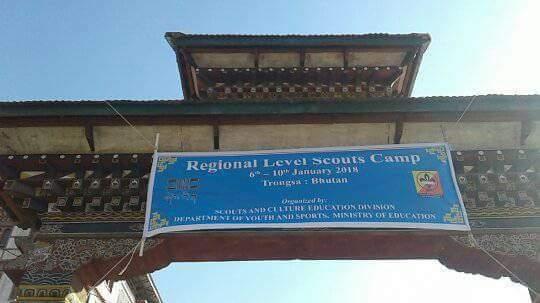 Regional Level Scouts Camp
6th – 10th January 2018
Trongsa : Bhutan
Organized by:
SCOUTS AND CULTURE EDUCATION DIVISION
DEPARTMENT OF YOUTH AND SPORTS, MINISTRY OF EDUCATION